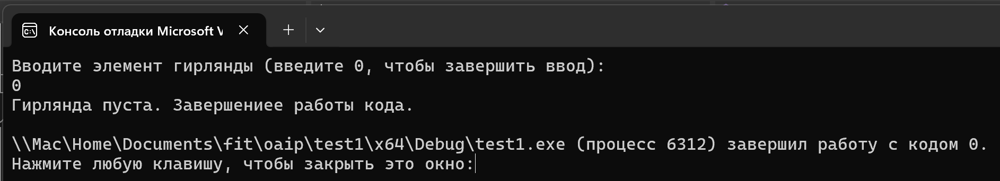 Консоль отладки Microsoft V
Вводите элемент гирлянды (введите 0, чтобы завершить ввод):
0
Гирлянда пуста. Завершениее работы кода.
\\Mac\Home\Documents\fit\oaip\test1\x64\Debug\test1.exe (процесс 6312) завершил работу с кодом 0.
Нажмите любую клавишу, чтобы закрыть это окно: